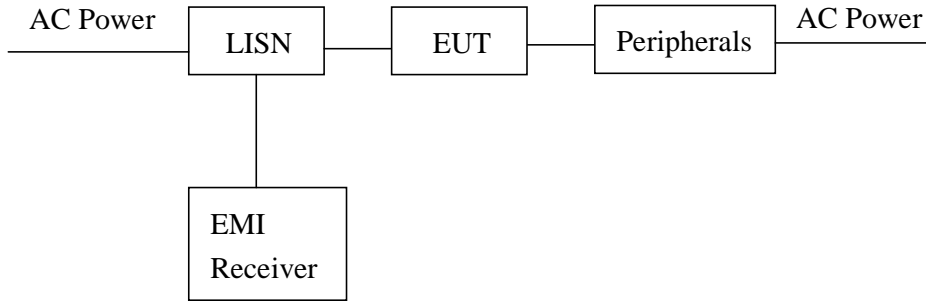 AC Power
LISN
EUT
Peripherals
AC Power
EMI
Receiver